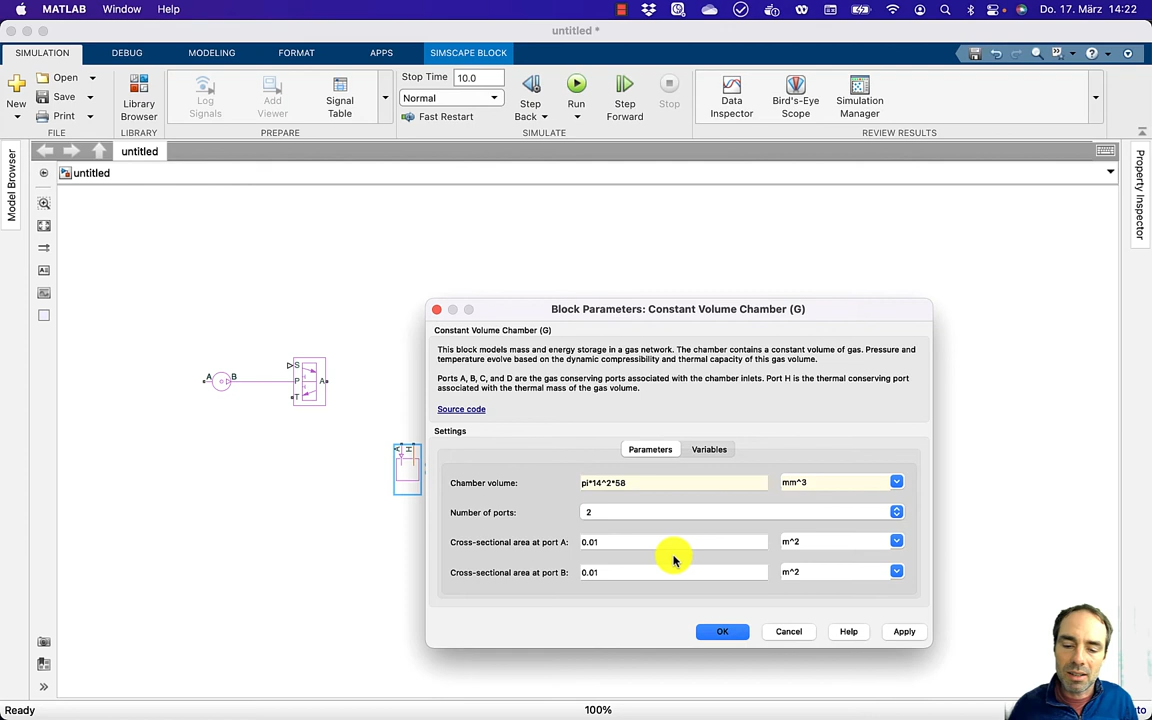 MATLAB Window Help
Do. 17. März 14:22
untitled *
SIMULATION DEBUG MODELING FORMAT APPS SIMSCAPE BLOCK
New
Open
Save
Print
FILE
Library Browser
LIBRARY
Log Signals
Add Viewer
Signal Table
PREPARE
Stop Time 10.0
Normal
Fast Restart
Step Back
Run
Step Forward
Stop
SIMULATE
Data Inspector
Bird's-Eye Scope
Simulation Manager
REVIEW RESULTS
untitled
untitled
Model Browser
Property Inspector
A B
S
P A
T
A H
Block Parameters: Constant Volume Chamber (G)
Constant Volume Chamber (G)
This block models mass and energy storage in a gas network. The chamber contains a constant volume of gas. Pressure and
temperature evolve based on the dynamic compressibility and thermal capacity of this gas volume.
Ports A, B, C, and D are the gas conserving ports associated with the chamber inlets. Port H is the thermal conserving port
associated with the thermal mass of the gas volume.
Source code
Settings
Parameters Variables
Chamber volume: pi*14^2*58 mm^3
Number of ports: 2
Cross-sectional area at port A: 0.01 m^2
Cross-sectional area at port B: 0.01 m^2
OK Cancel Help Apply
Ready 100%